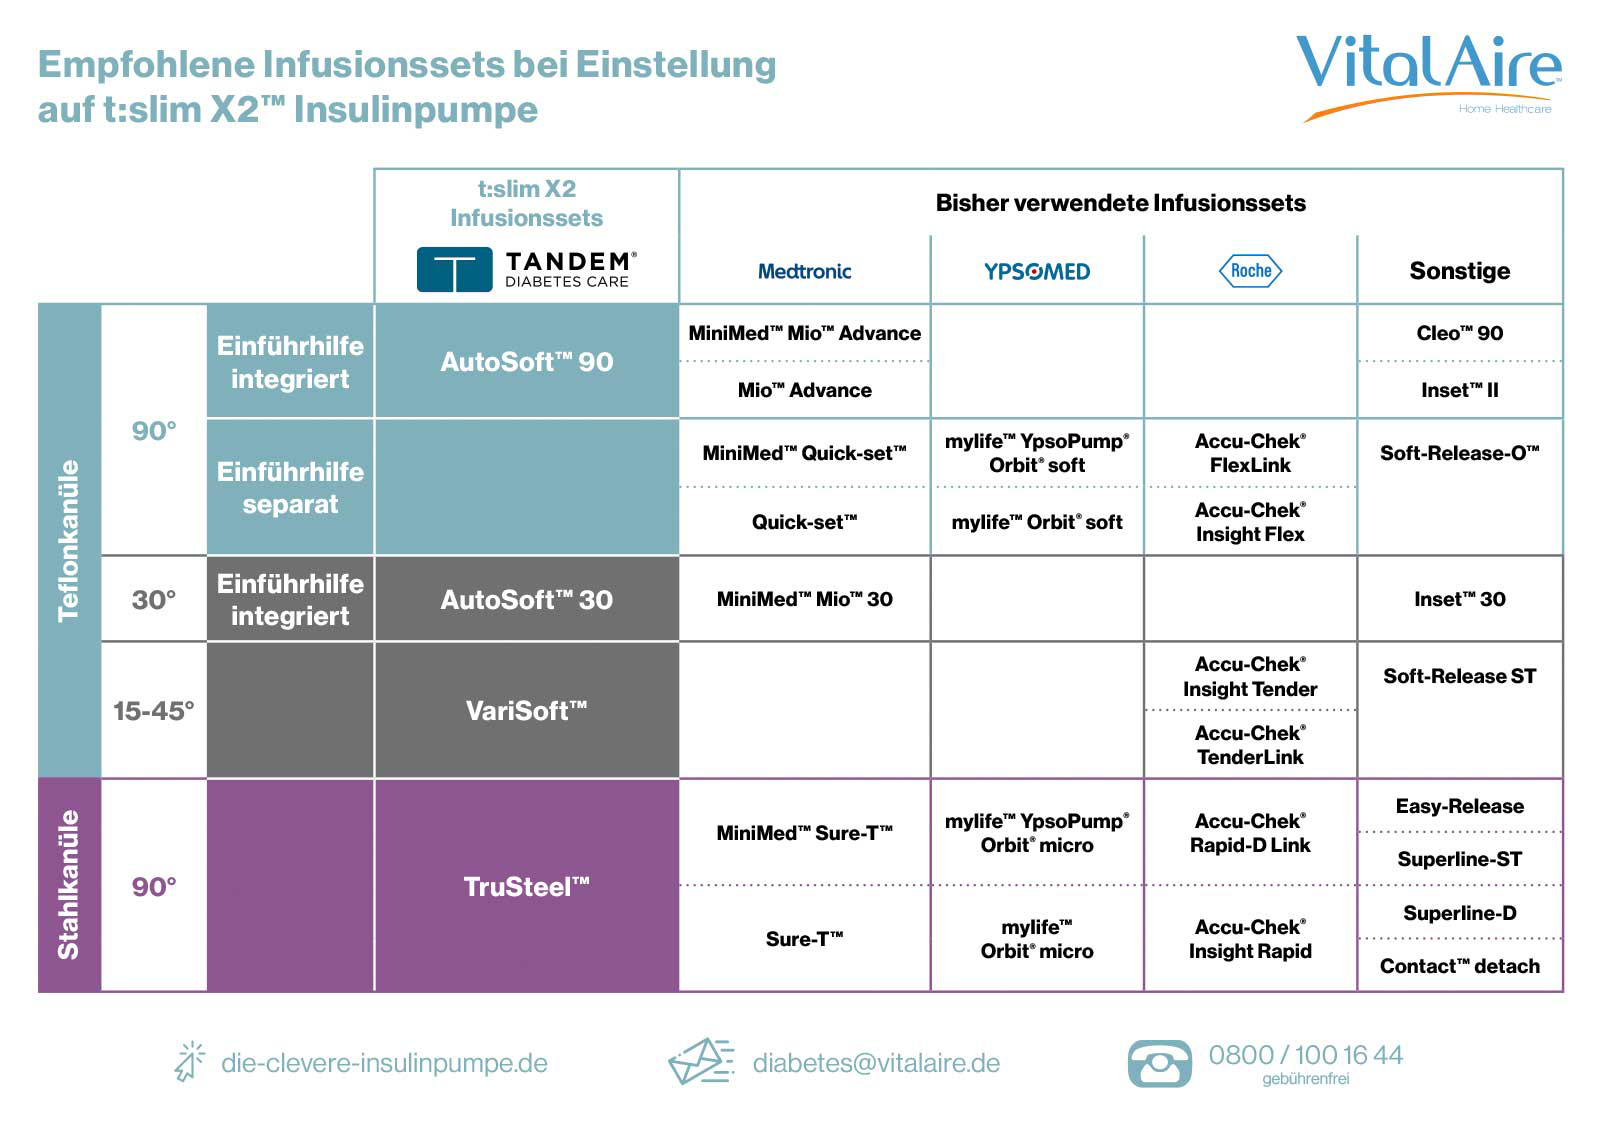 Empfohlene Infusionssets bei Einstellung
auf t:slim X2™ Insulinpumpe
VitalAire™
Home Healthcare
t:slim X2
Infusionssets
TANDEM®
DIABETES CARE
Bisher verwendete Infusionssets
Medtronic
YPSOMED
Roche
Sonstige
Teflonkanüle
90°
Einführhilfe
integriert
AutoSoft™ 90
MiniMed™ Mio™ Advance
Mio™ Advance
Cleo™ 90
Inset™ II
Einführhilfe
separat
MiniMed™ Quick-set™
Quick-set™
mylife™ YpsoPump®
Orbit® soft
mylife™ Orbit® soft
Accu-Chek®
FlexLink
Accu-Chek®
Insight Flex
Soft-Release-O™
30°
Einführhilfe
integriert
AutoSoft™ 30
MiniMed™ Mio™ 30
Inset™ 30
15-45°
VariSoft™
Accu-Chek®
Insight Tender
Accu-Chek®
TenderLink
Soft-Release ST
Stahlkanüle
90°
TruSteel™
MiniMed™ Sure-T™
Sure-T™
mylife™ YpsoPump®
Orbit® micro
mylife™
Orbit® micro
Accu-Chek®
Rapid-D Link
Accu-Chek®
Insight Rapid
Easy-Release
Superline-ST
Superline-D
Contact™ detach
die-clevere-insulinpumpe.de
diabetes@vitalaire.de
0800 / 100 16 44
gebührenfrei